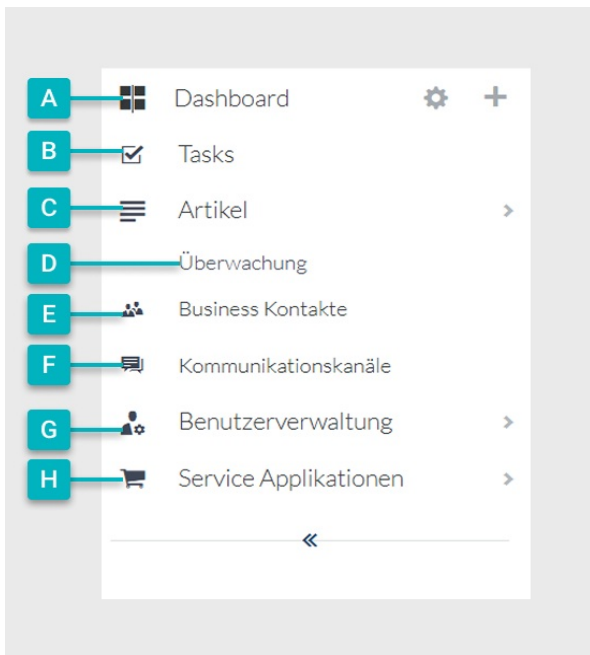 A Dashboard
B Tasks
C Artikel
D Überwachung
E Business Kontakte
F Kommunikationskanäle
G Benutzerverwaltung
H Service Applikationen